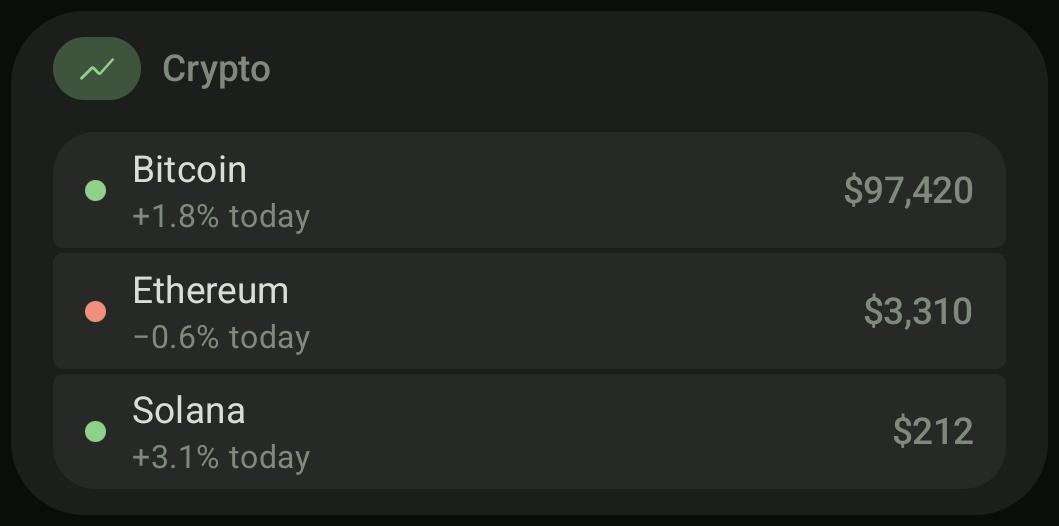 Crypto
Bitcoin
+1.8% today
$97,420
Ethereum
−0.6% today
$3,310
Solana
+3.1% today
$212